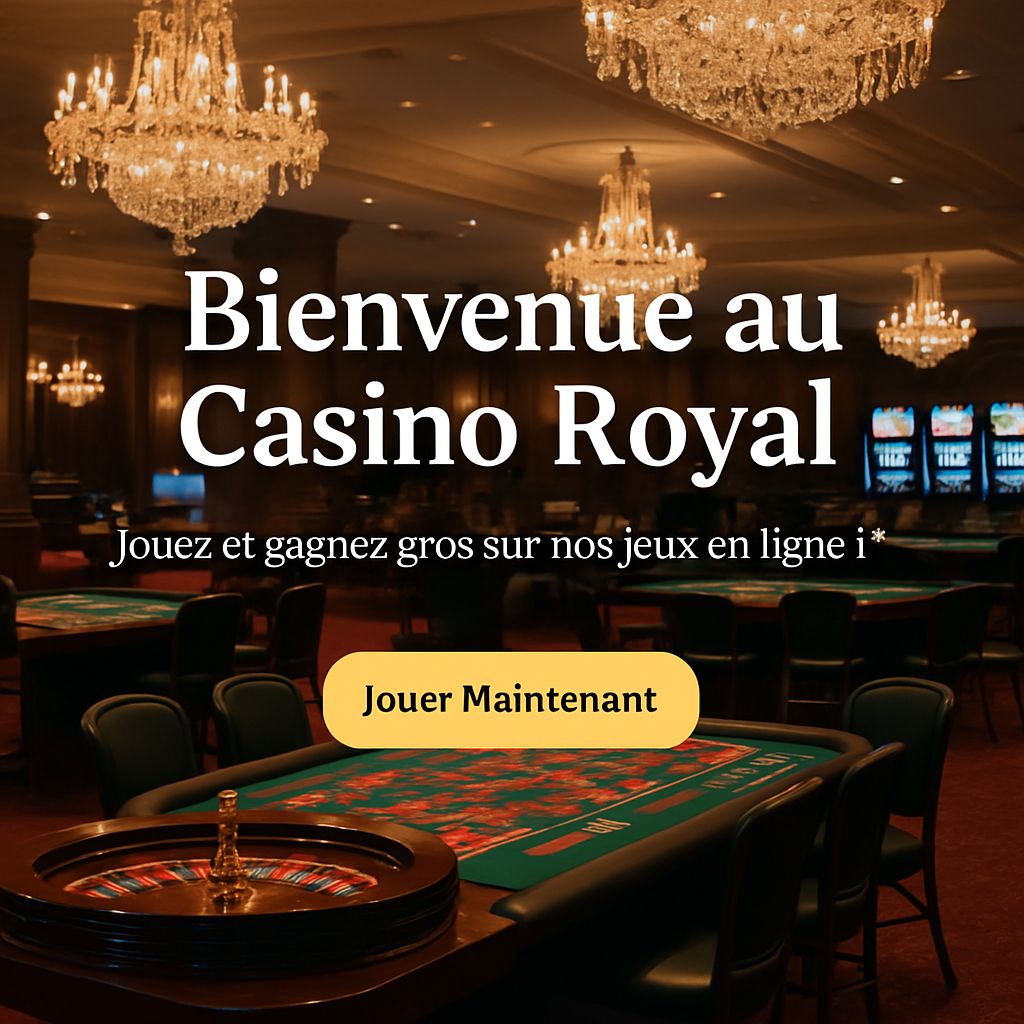 Bienvenue au
Casino Royal
Jouez et gagnez gros sur nos jeux en ligne i*
Jouer Maintenant